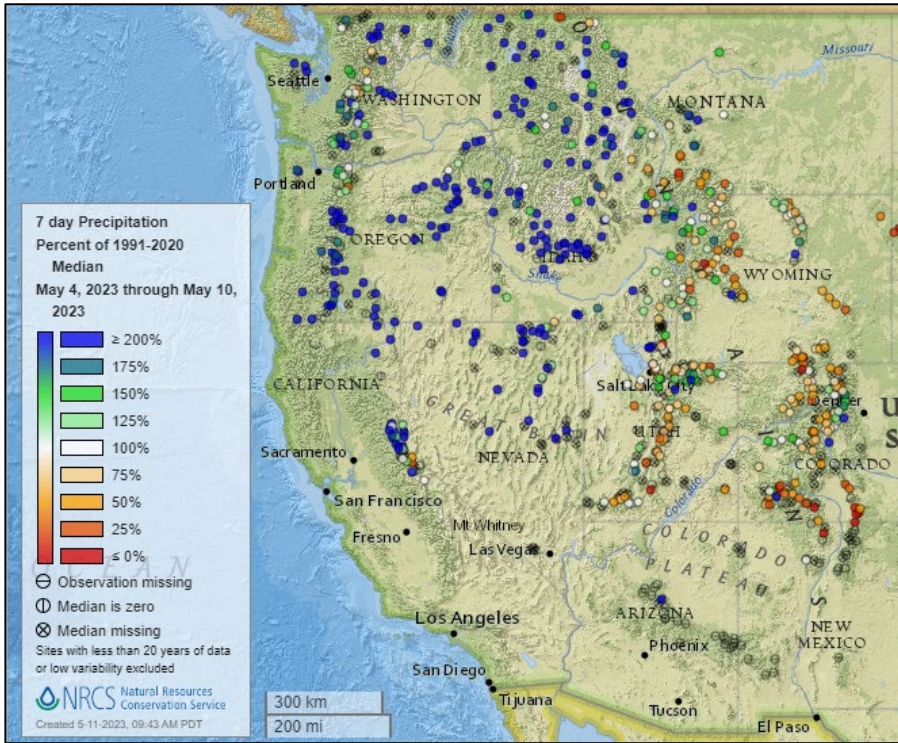 Missouri
Seattle
WASHINGTON
MONTANA
Portland
OREGON
IDAHO
Snake
WYOMING
7 day Precipitation
Percent of 1991-2020
Median
May 4, 2023 through May 10,
2023
≥ 200%
175%
150%
125%
100%
75%
50%
25%
≤ 0%
Observation missing
Median is zero
Median missing
Sites with less than 20 years of data
or low variability excluded
NRCS Natural Resources
Conservation Service
Created 5-11-2023, 09:43 AM PDT
CALIFORNIA
GREAT BASIN
Salt Lake City
Denver
U
S
UTAH
NEVADA
COLORADO
Sacramento
San Francisco
Colorado
Mt Whitney
Fresno
Las Vegas
COLORADO
PLATEAU
OCEAN
ARIZONA
NEW
MEXICO
Los Angeles
Phoenix
San Diego
Tijuana
Tucson
El Paso
300 km
200 mi